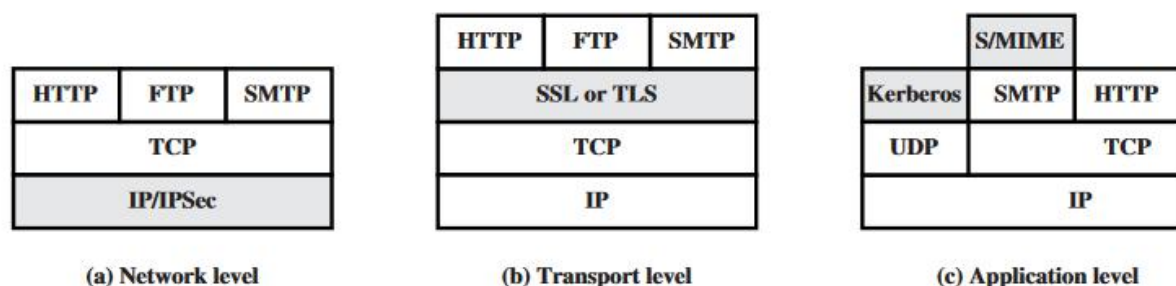 HTTP FTP SMTP
TCP
IP/IPSec
(a) Network level
HTTP FTP SMTP
SSL or TLS
TCP
IP
(b) Transport level
S/MIME
Kerberos SMTP HTTP
UDP TCP
IP
(c) Application level